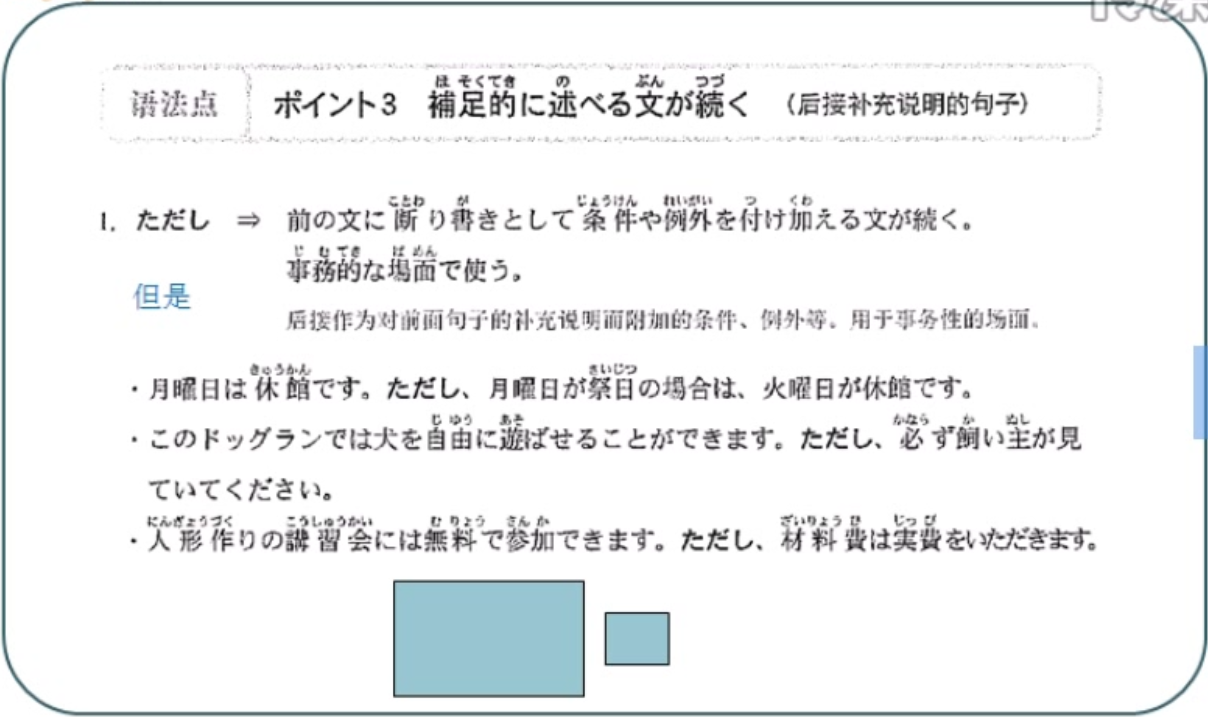 语法点 ポイント3 補足的に述べる文が続く （后接补充说明的句子）
1. ただし ⇒ 前の文に断り書きとして条件や例外を付け加える文が続く。
事務的な場面で使う。
但是
后接作为对前面句子的补充说明而附加的条件、例外等。用于事务性的场面。
・月曜日は休館です。ただし、月曜日が祭日の場合は、火曜日が休館です。
・このドッグランでは犬を自由に遊ばせることができます。ただし、必ず飼い主が見
ていてください。
・人形作りの講習会には無料で参加できます。ただし、材料費は実費をいただきます。